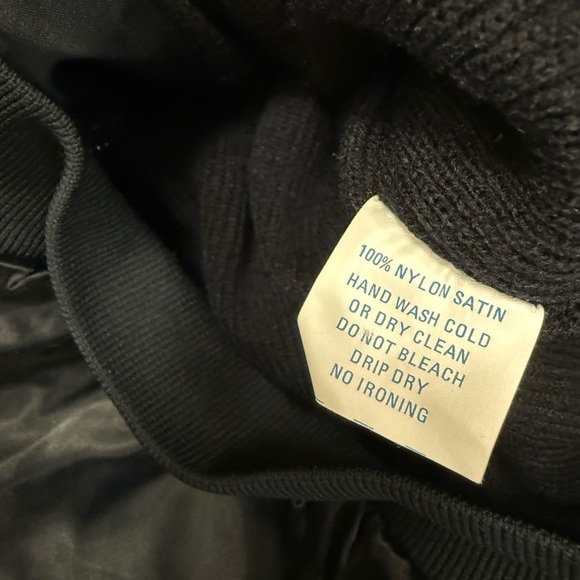 100% NYLON SATIN
HAND WASH COLD
OR DRY CLEAN
DO NOT BLEACH
DRIP DRY
NO IRONING